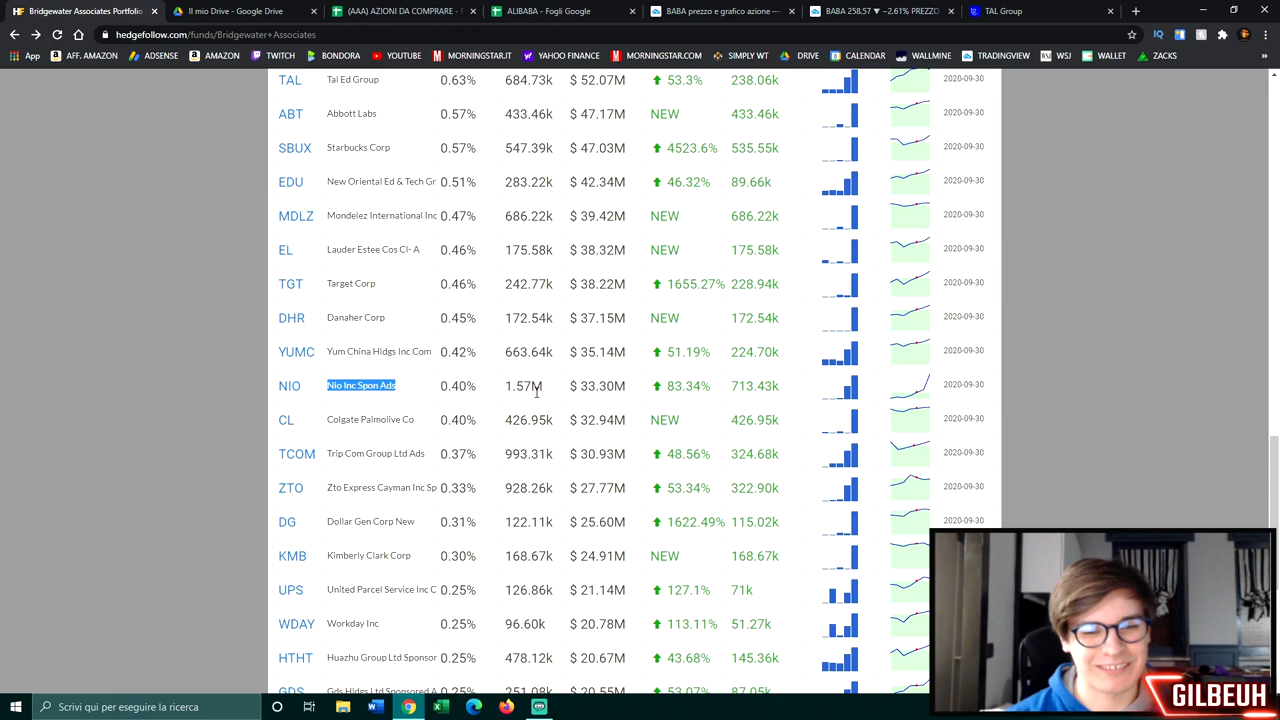 Bridgewater Associates Portfolio
Il mio Drive - Google Drive
(AAA) AZIONI DA COMPRARE - F
ALIBABA - Fogli Google
BABA prezzo e grafico azione —
BABA 258.57 ▼ −2.61% PREZZO
TAL Group
hedgefollow.com/funds/Bridgewater+Associates
App
AFF. AMAZON
ADSENSE
AMAZON
TWITCH
BONDORA
YOUTUBE
MORNINGSTAR.IT
YAHOO FINANCE
MORNINGSTAR.COM
SIMPLY WT
DRIVE
CALENDAR
WALLMINE
TRADINGVIEW
WSJ
WALLET
ZACKS
TAL Tal Ed Group 0.63% 684.73k $ 52.07M 53.3% 238.06k 2020-09-30
ABT Abbott Labs 0.57% 433.46k $ 47.17M NEW 433.46k 2020-09-30
SBUX Starbucks Corp 0.57% 547.39k $ 47.03M 4523.6% 535.55k 2020-09-30
EDU New Oriental Ed & Tech Gr 0.51% 283.22k $ 42.34M 46.32% 89.66k 2020-09-30
MDLZ Mondelez International Inc 0.47% 686.22k $ 39.42M NEW 686.22k 2020-09-30
EL Lauder Estee Cos Cl- A 0.46% 175.58k $ 38.32M NEW 175.58k 2020-09-30
TGT Target Corp 0.46% 242.77k $ 38.22M 1655.27% 228.94k 2020-09-30
DHR Danaher Corp 0.45% 172.54k $ 37.15M NEW 172.54k 2020-09-30
YUMC Yum China Hldgs Inc Com 0.42% 663.64k $ 35.14M 51.19% 224.70k 2020-09-30
NIO Nio Inc Spon Ads 0.40% 1.57M $ 33.30M 83.34% 713.43k 2020-09-30
CL Colgate Palmolive Co 0.40% 426.95k $ 32.94M NEW 426.95k 2020-09-30
TCOM Trip Com Group Ltd Ads 0.37% 993.31k $ 30.93M 48.56% 324.68k 2020-09-30
ZTO Zto Express Cayman Inc Sp 0.33% 928.26k $ 27.77M 53.34% 322.90k 2020-09-30
DG Dollar Gen Corp New 0.31% 122.11k $ 25.60M 1622.49% 115.02k 2020-09-30
KMB Kimberly Clark Corp 0.30% 168.67k $ 24.91M NEW 168.67k
UPS United Parcel Service Inc C 0.25% 126.86k $ 21.14M 127.1% 71k
WDAY Workday Inc 0.25% 96.60k $ 20.78M 113.11% 51.27k
HTHT Huazhu Group Ltd Sponsor 0.25% 478.12k $ 20.67M 43.68% 145.36k
GDS Gds Hldgs Ltd Sponsored A 0.25% 251.08k $ 20.55M 53.07% 87.05k
GILBEUH
Scrivi qui per eseguire la ricerca